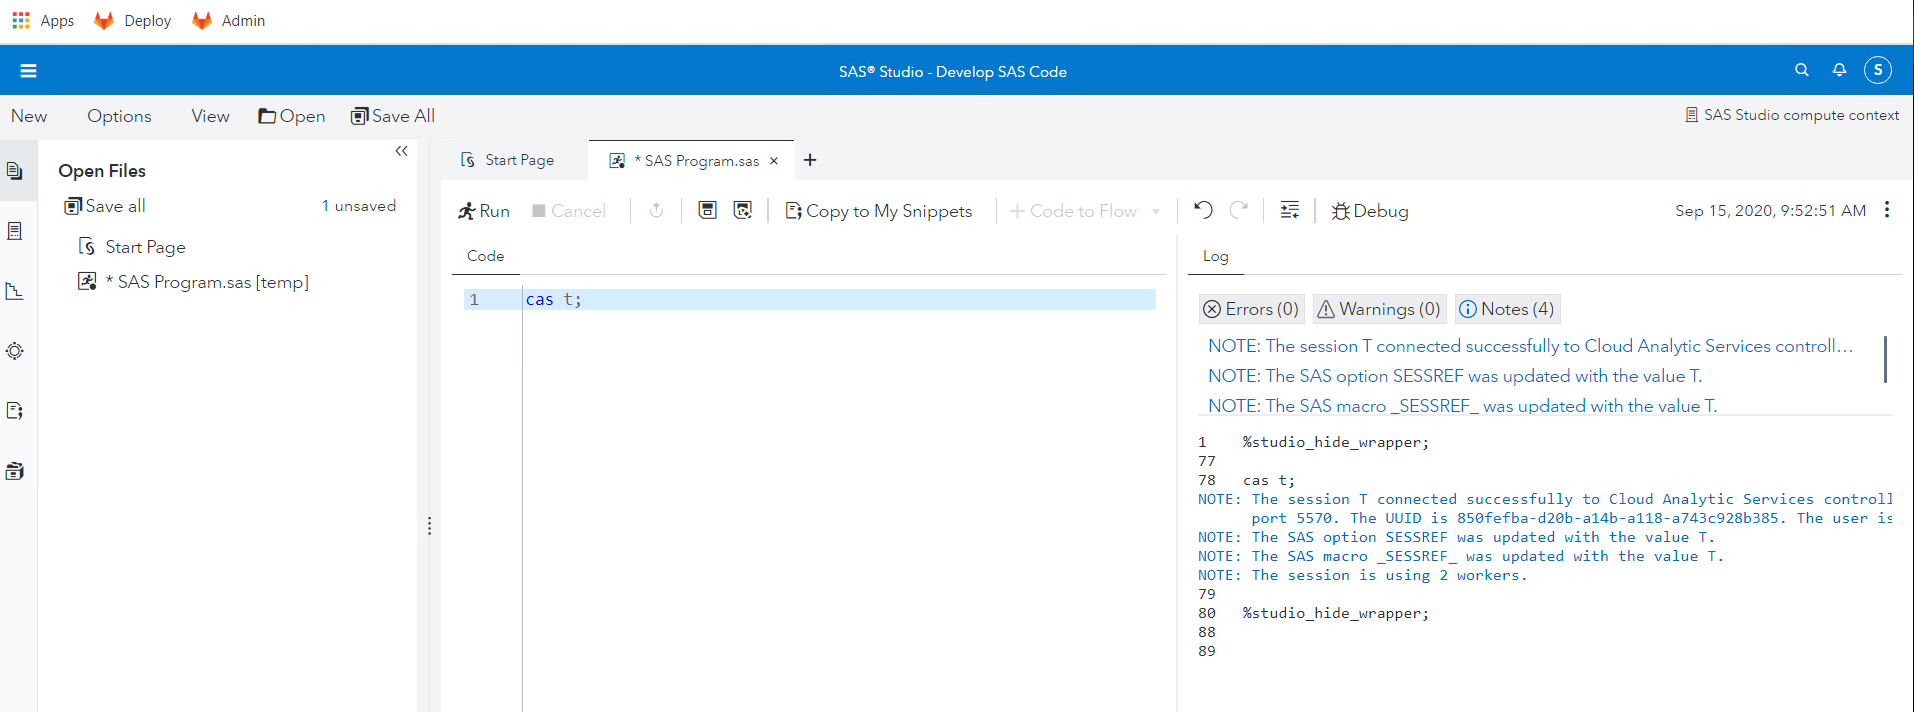 Apps Deploy Admin
SAS® Studio - Develop SAS Code S
New Options View Open Save All SAS Studio compute context
Open Files
Save all 1 unsaved
Start Page
* SAS Program.sas [temp]
Start Page * SAS Program.sas × +
Run Cancel Copy to My Snippets + Code to Flow Debug Sep 15, 2020, 9:52:51 AM
Code
1 cas t;
Log
Errors (0) Warnings (0) Notes (4)
NOTE: The session T connected successfully to Cloud Analytic Services controll...
NOTE: The SAS option SESSREF was updated with the value T.
NOTE: The SAS macro _SESSREF_ was updated with the value T.
1 %studio_hide_wrapper;
77
78 cas t;
NOTE: The session T connected successfully to Cloud Analytic Services controll
port 5570. The UUID is 850fefba-d20b-a14b-a118-a743c928b385. The user is
NOTE: The SAS option SESSREF was updated with the value T.
NOTE: The SAS macro _SESSREF_ was updated with the value T.
NOTE: The session is using 2 workers.
79
80 %studio_hide_wrapper;
88
89